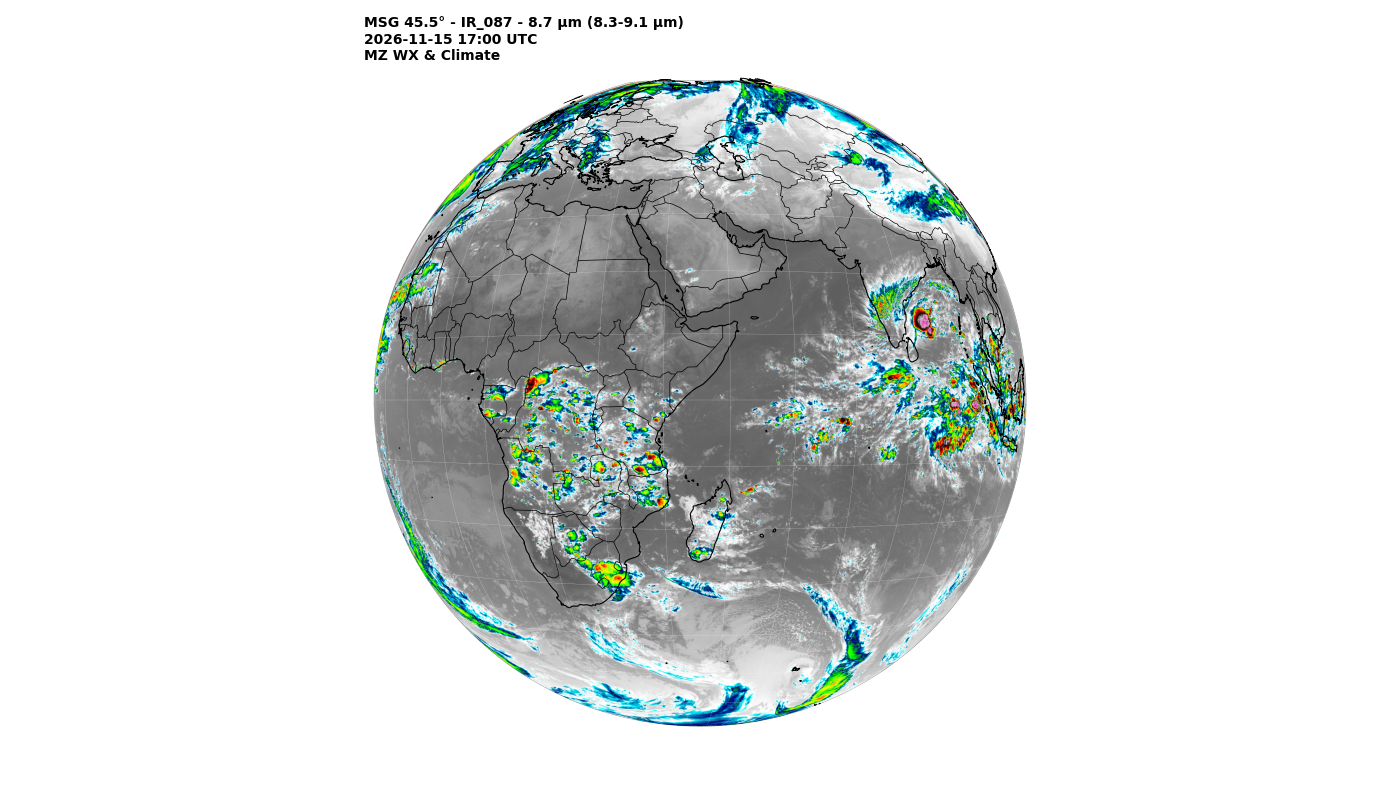 MSG 45.5° - IR_087 - 8.7 µm (8.3-9.1 µm)
2026-11-15 17:00 UTC
MZ WX & Climate